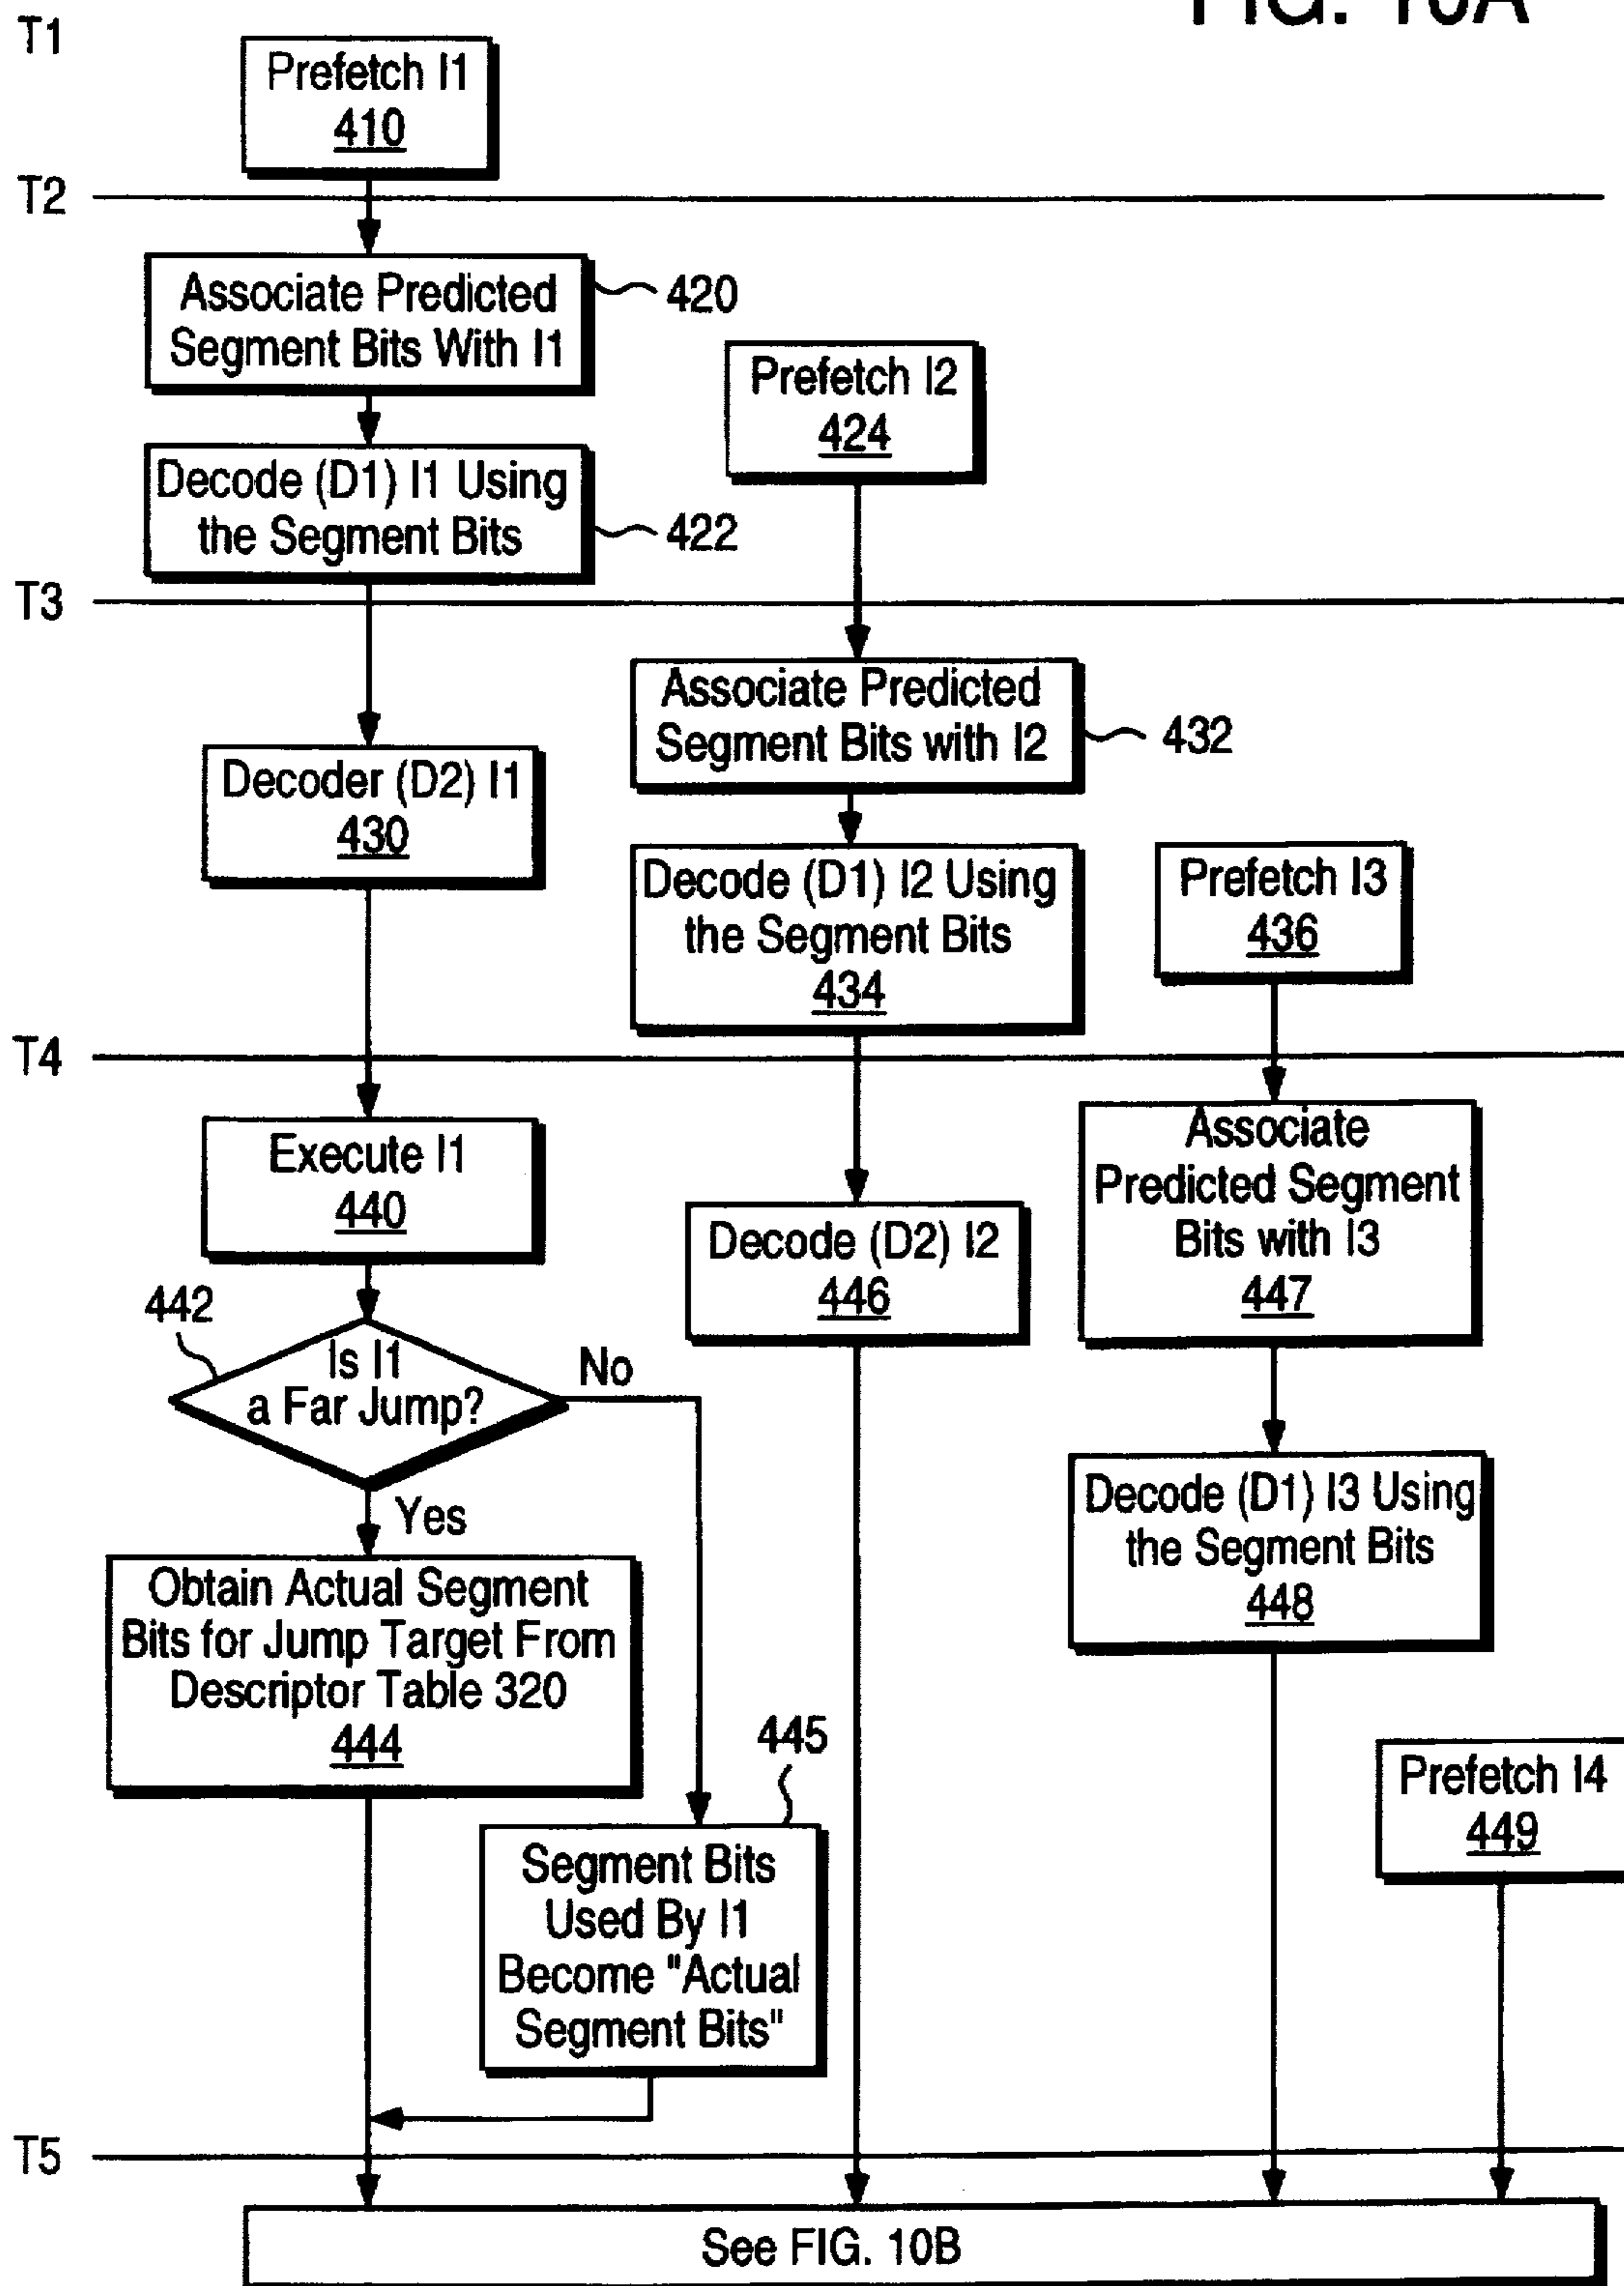 FIG. 10A
T1
Prefetch I1
410
T2
Associate Predicted
Segment Bits With I1
420
Prefetch I2
424
Decode (D1) I1 Using
the Segment Bits
422
T3
Associate Predicted
Segment Bits with I2
432
Decoder (D2) I1
430
Decode (D1) I2 Using
the Segment Bits
434
Prefetch I3
436
T4
Execute I1
440
Associate
Predicted Segment
Bits with I3
447
Decode (D2) I2
446
442
Is I1
a Far Jump?
No
Yes
Decode (D1) I3 Using
the Segment Bits
448
Obtain Actual Segment
Bits for Jump Target From
Descriptor Table 320
444
445
Prefetch I4
449
Segment Bits
Used By I1
Become "Actual
Segment Bits"
T5
See FIG. 10B